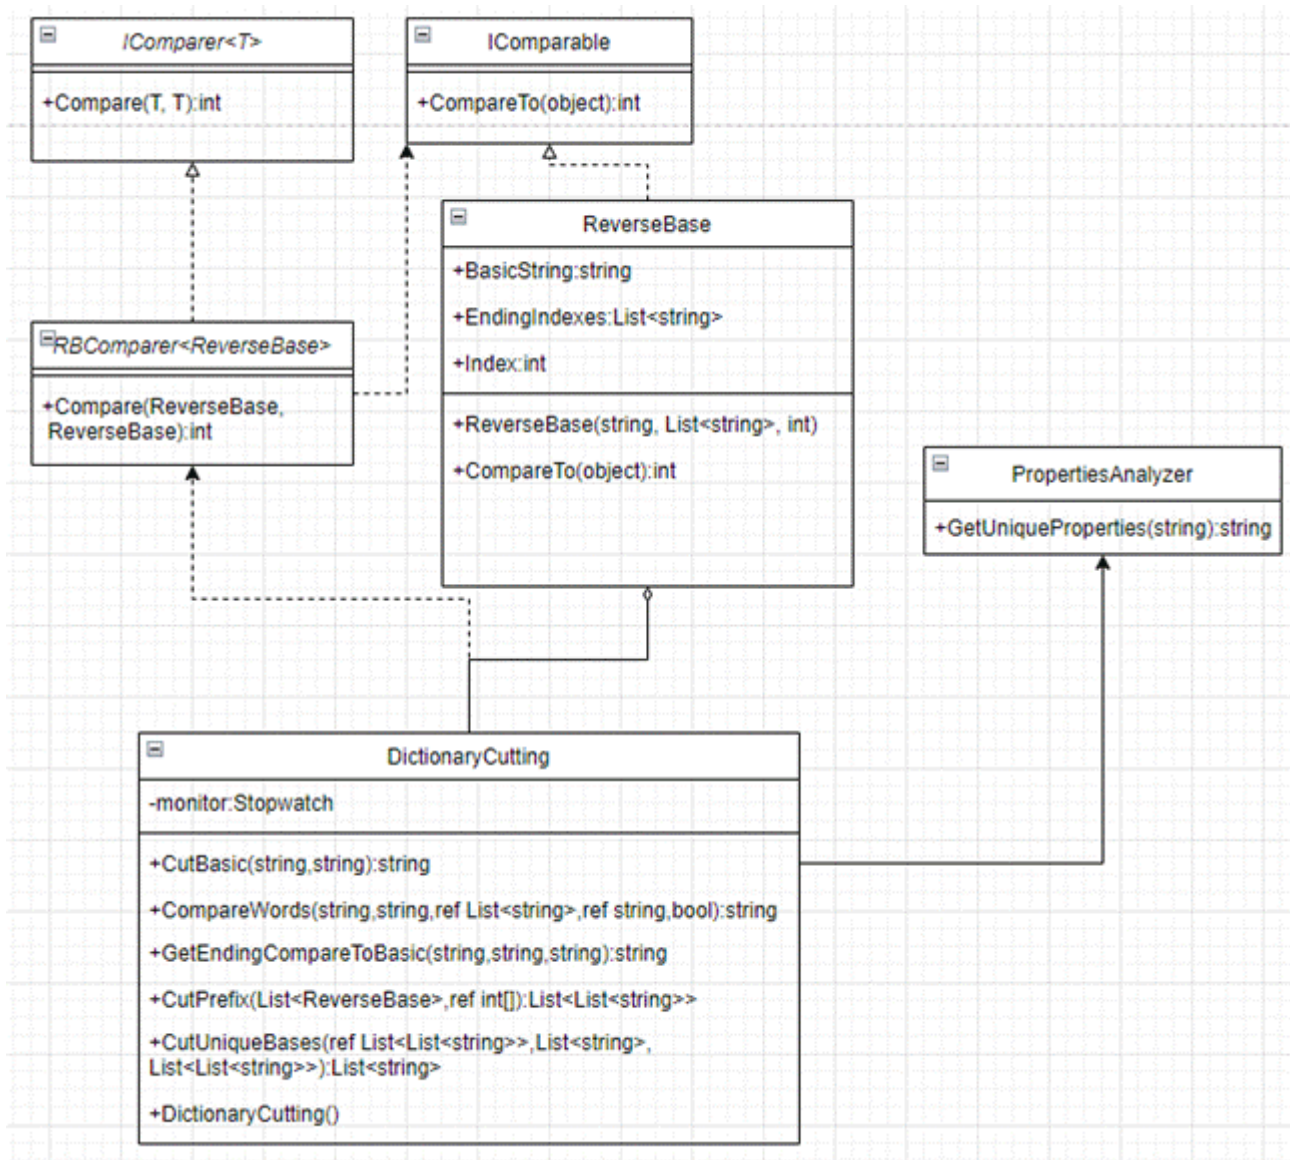 IComparer<T>
+Compare(T, T):int
IComparable
+CompareTo(object):int
ReverseBase
+BasicString:string
+EndingIndexes:List<string>
+Index:int
+ReverseBase(string, List<string>, int)
+CompareTo(object):int
RBComparer<ReverseBase>
+Compare(ReverseBase,
ReverseBase):int
PropertiesAnalyzer
+GetUniqueProperties(string):string
DictionaryCutting
-monitor:Stopwatch
+CutBasic(string,string):string
+CompareWords(string,string,ref List<string>,ref string,bool):string
+GetEndingCompareToBasic(string,string,string):string
+CutPrefix(List<ReverseBase>,ref int[]):List<List<string>>
+CutUniqueBases(ref List<List<string>>,List<string>,
List<List<string>>):List<string>
+DictionaryCutting()